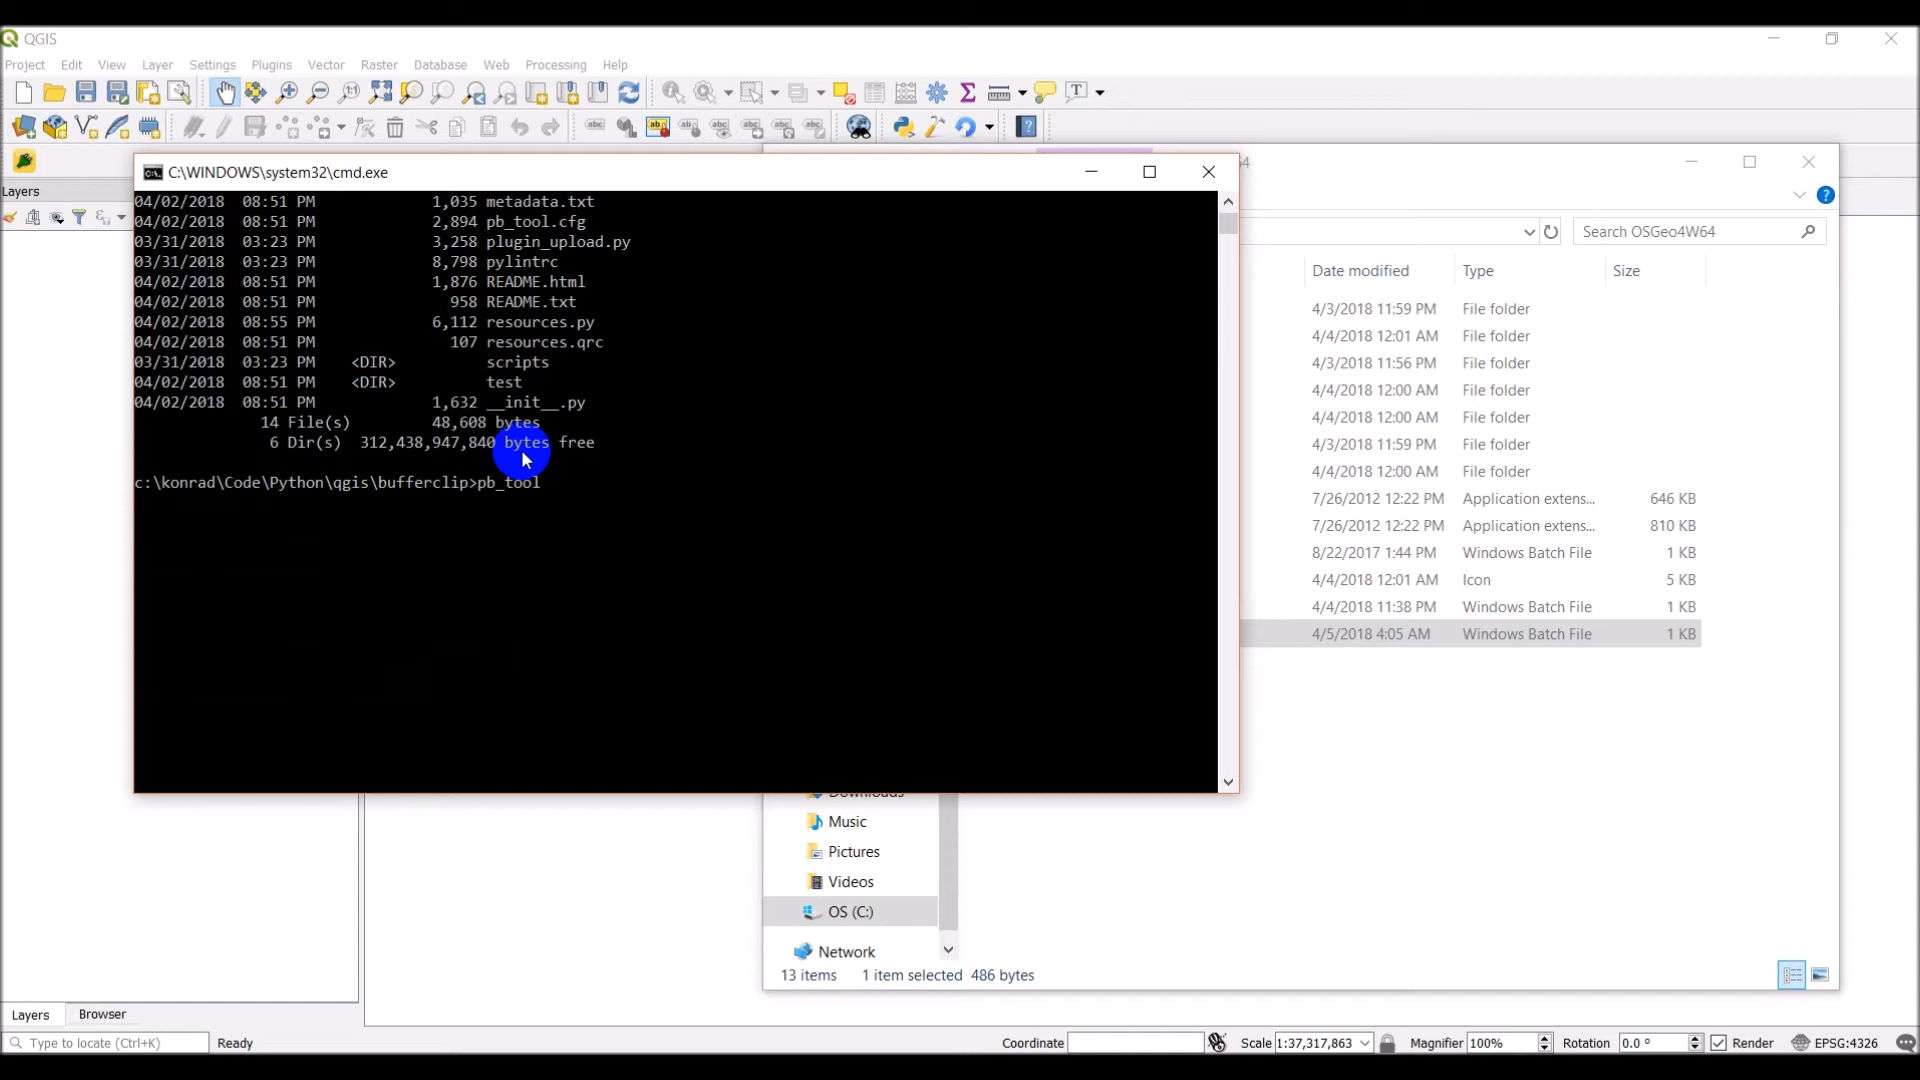 QGIS
Project Edit View Layer Settings Plugins Vector Raster Database Web Processing Help
Layers
C:\WINDOWS\system32\cmd.exe
04/02/2018 08:51 PM 1,035 metadata.txt
04/02/2018 08:51 PM 2,894 pb_tool.cfg
03/31/2018 03:23 PM 3,258 plugin_upload.py
03/31/2018 03:23 PM 8,798 pylintrc
04/02/2018 08:51 PM 1,876 README.html
04/02/2018 08:51 PM 958 README.txt
04/02/2018 08:55 PM 6,112 resources.py
04/02/2018 08:51 PM 107 resources.qrc
03/31/2018 03:23 PM <DIR> scripts
04/02/2018 08:51 PM <DIR> test
04/02/2018 08:51 PM 1,632 __init__.py
14 File(s) 48,608 bytes
6 Dir(s) 312,438,947,840 bytes free
c:\konrad\Code\Python\qgis\bufferclip>pb_tool
64
Search OSGeo4W64
Date modified Type Size
4/3/2018 11:59 PM File folder
4/4/2018 12:01 AM File folder
4/3/2018 11:56 PM File folder
4/4/2018 12:00 AM File folder
4/4/2018 12:00 AM File folder
4/3/2018 11:59 PM File folder
4/4/2018 12:00 AM File folder
7/26/2012 12:22 PM Application extens... 646 KB
7/26/2012 12:22 PM Application extens... 810 KB
8/22/2017 1:44 PM Windows Batch File 1 KB
4/4/2018 12:01 AM Icon 5 KB
4/4/2018 11:38 PM Windows Batch File 1 KB
4/5/2018 4:05 AM Windows Batch File 1 KB
Downloads
Music
Pictures
Videos
OS (C:)
Network
13 items 1 item selected 486 bytes
Layers Browser
Type to locate (Ctrl+K) Ready Coordinate Scale 1:37,317,863 Magnifier 100% Rotation 0.0 ° Render EPSG:4326